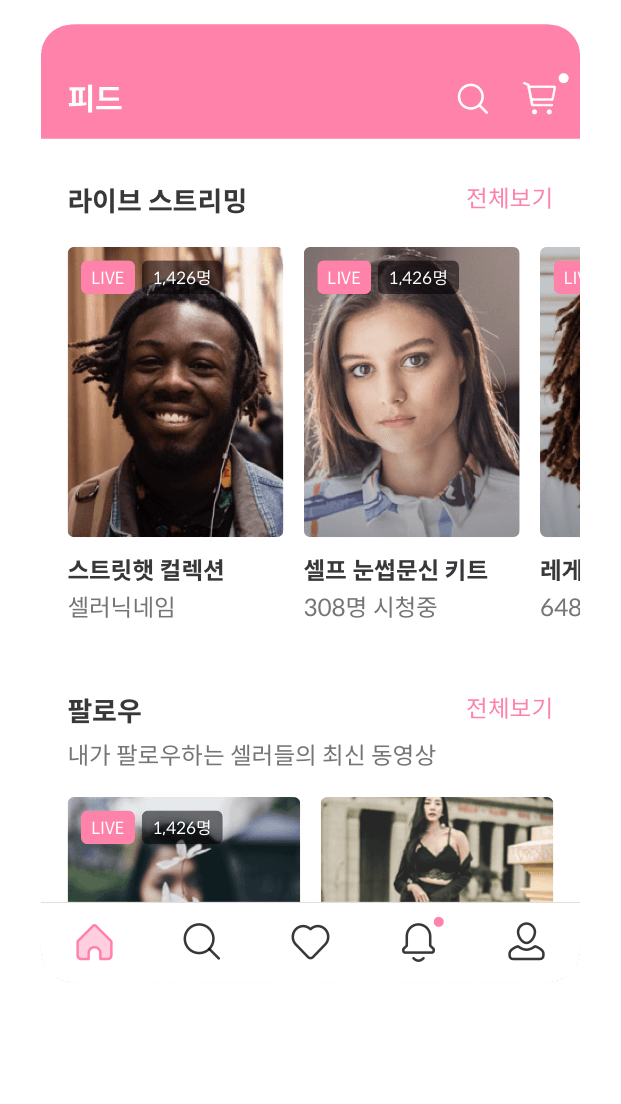 피드
라이브 스트리밍 전체보기
LIVE 1,426명
LIVE 1,426명
스트릿햇 컬렉션
셀러닉네임
셀프 눈썹문신 키트
308명 시청중
레게
648
팔로우 전체보기
내가 팔로우하는 셀러들의 최신 동영상
LIVE 1,426명